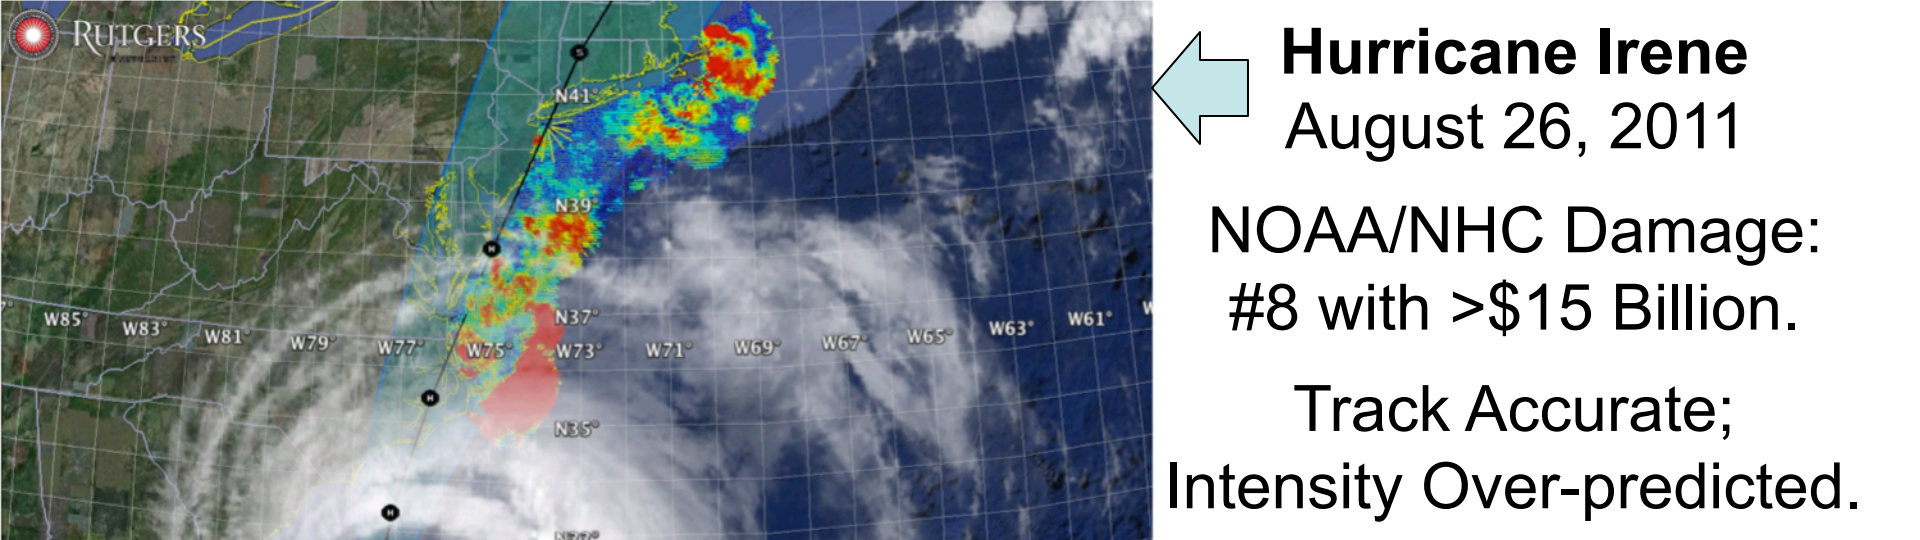 RUTGERS
S
N41°
N39°
H
N37°
W85°
W83°
W81°
W79°
W77°
W75°
W73°
W71°
W69°
W67°
W65°
W63°
W61°
W
H
N35°
H
Hurricane Irene
August 26, 2011
NOAA/NHC Damage:
#8 with >$15 Billion.
Track Accurate;
Intensity Over-predicted.